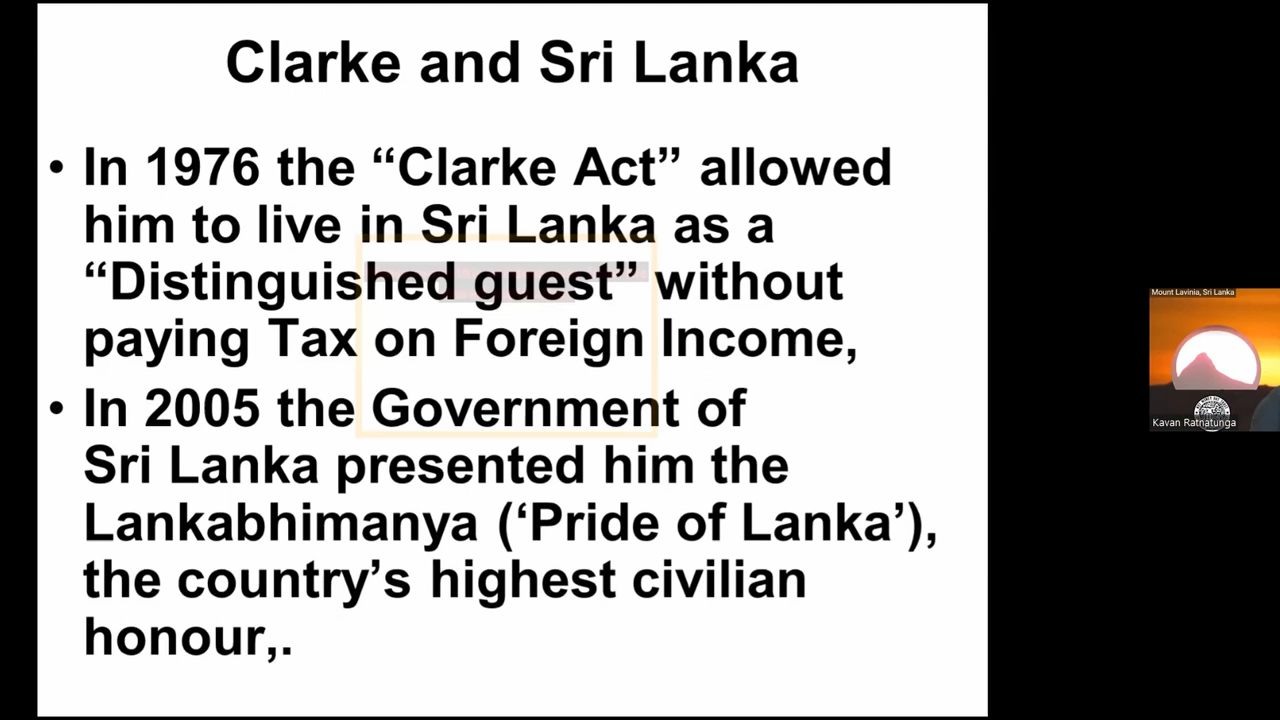 Clarke and Sri Lanka
• In 1976 the “Clarke Act” allowed
him to live in Sri Lanka as a
“Distinguished guest” without
paying Tax on Foreign Income,
• In 2005 the Government of
Sri Lanka presented him the
Lankabhimanya (‘Pride of Lanka’),
the country’s highest civilian
honour,.
Mount Lavinia, Sri Lanka
Kavan Ratnatunga